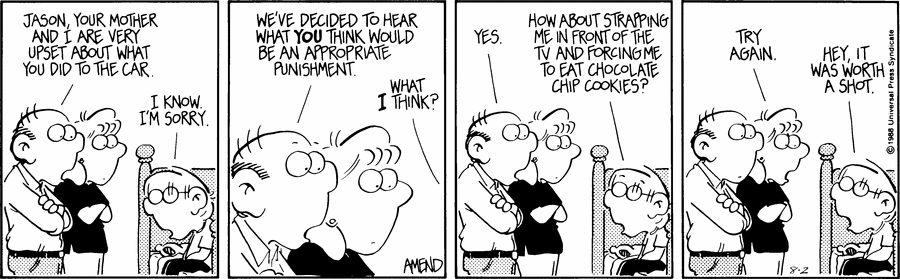 JASON, YOUR MOTHER
AND I ARE VERY
UPSET ABOUT WHAT
YOU DID TO THE CAR.
I KNOW.
I'M SORRY.
WE'VE DECIDED TO HEAR
WHAT YOU THINK WOULD
BE AN APPROPRIATE
PUNISHMENT.
WHAT
I THINK?
AMEND
YES.
HOW ABOUT STRAPPING
ME IN FRONT OF THE
TV AND FORCING ME
TO EAT CHOCOLATE
CHIP COOKIES?
TRY
AGAIN.
HEY, IT
WAS WORTH
A SHOT.
8-2
© 1988 Universal Press Syndicate